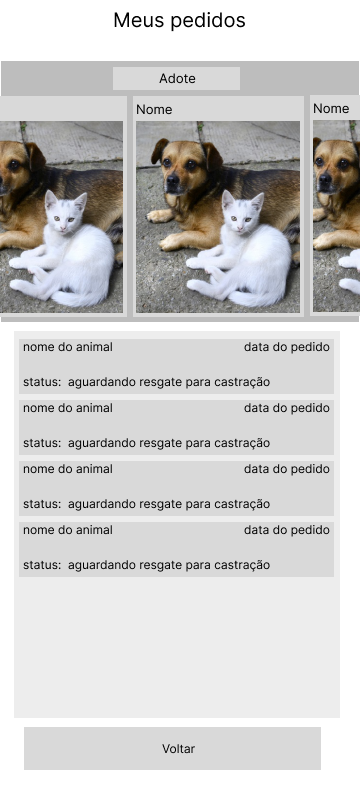 Meus pedidos
Adote
Nome
Nome
nome do animal data do pedido
status: aguardando resgate para castração
nome do animal data do pedido
status: aguardando resgate para castração
nome do animal data do pedido
status: aguardando resgate para castração
nome do animal data do pedido
status: aguardando resgate para castração
Voltar